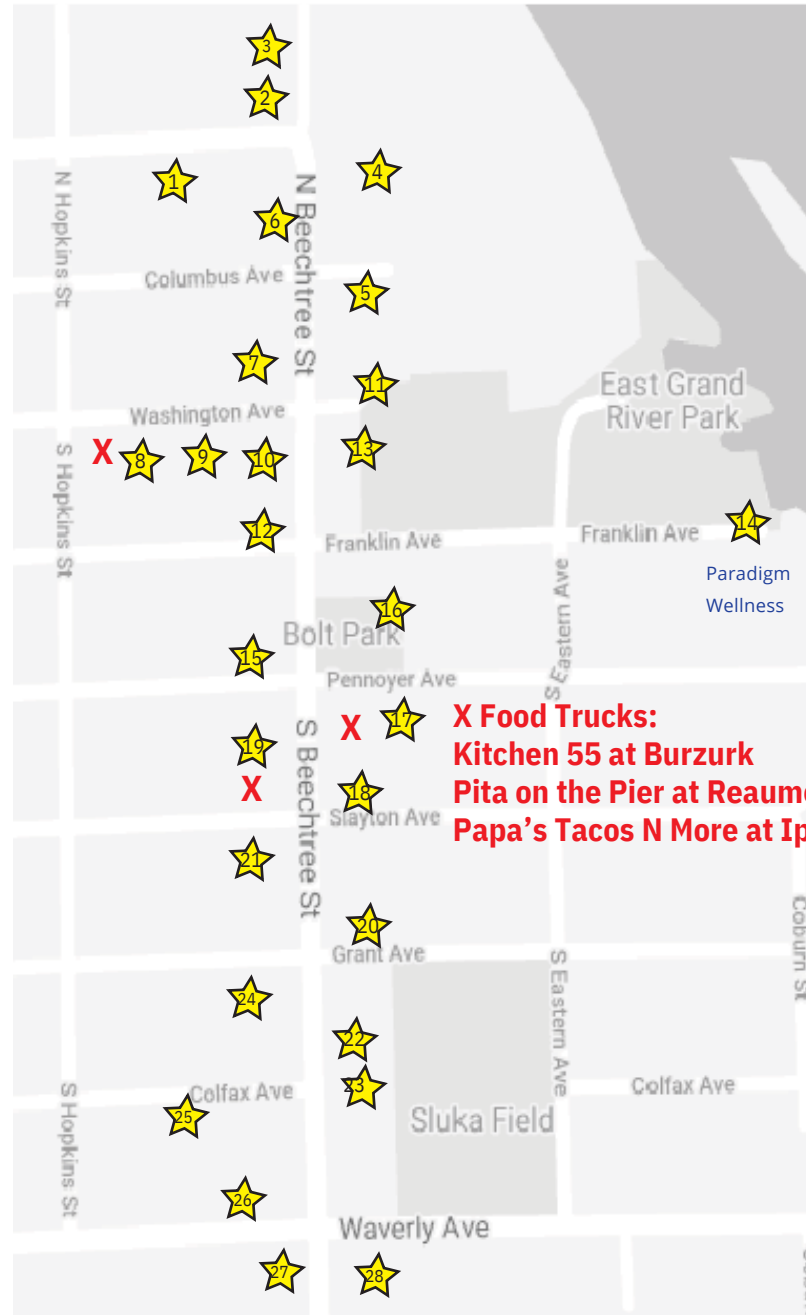 3
2
1
4
N Hopkins St
N Beechtree St
6
Columbus Ave
5
7
11
East Grand
River Park
Washington Ave
X
8
9
10
13
S Hopkins St
12
14
Franklin Ave
Franklin Ave
Paradigm
Wellness
S Eastern Ave
16
Bolt Park
15
Pennoyer Ave
X
17
X Food Trucks:
Kitchen 55 at Burzurk
Pita on the Pier at Reaume
Papa's Tacos N More at Ip
19
S Beechtree St
X
18
Slayton Ave
21
20
Grant Ave
Coburn St
24
S Eastern Ave
22
23
Colfax Ave
Colfax Ave
25
Sluka Field
S Hopkins St
26
Waverly Ave
27
28